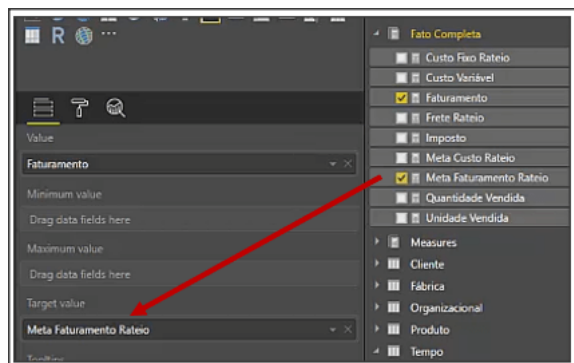 R ...
Value
Faturamento
Minimum value
Drag data fields here
Maximum value
Drag data fields here
Target value
Meta Faturamento Rateio
Tooltips
Fato Completa
Custo Fixo Rateio
Custo Variável
Faturamento
Frete Rateio
Imposto
Meta Custo Rateio
Meta Faturamento Rateio
Quantidade Vendida
Unidade Vendida
Measures
Cliente
Fábrica
Organizacional
Produto
Tempo